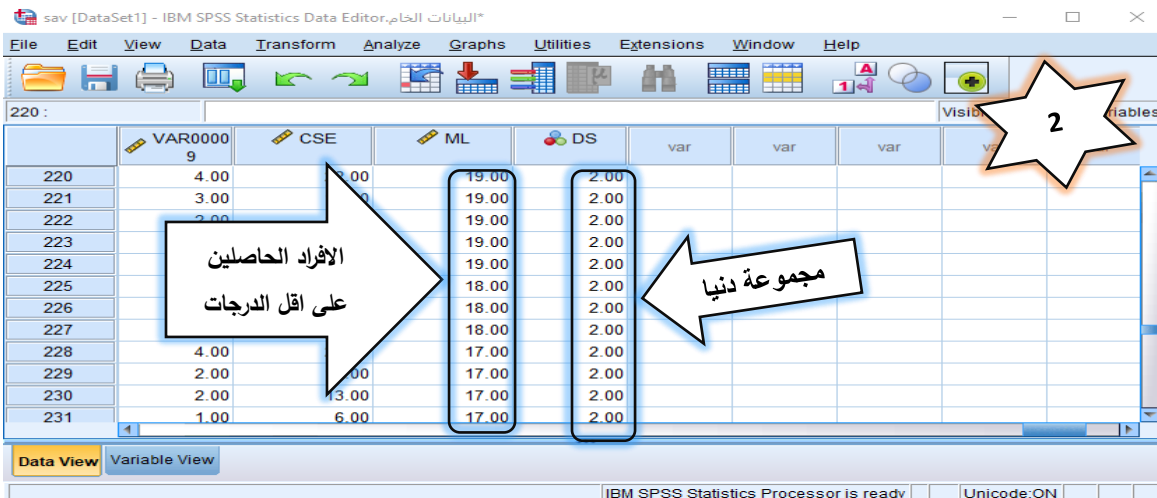 *البيانات الخام.sav [DataSet1] - IBM SPSS Statistics Data Editor
File Edit View Data Transform Analyze Graphs Utilities Extensions Window Help
220 :
2
VAR00009 CSE ML DS var var var
220 4.00 19.00 2.00
221 3.00 19.00 2.00
222 2.00 19.00 2.00
223 19.00 2.00
224 19.00 2.00
225 18.00 2.00
226 18.00 2.00
227 18.00 2.00
228 4.00 17.00 2.00
229 2.00 17.00 2.00
230 2.00 13.00 17.00 2.00
231 1.00 6.00 17.00 2.00
الافراد الحاصلين
على اقل الدرجات
مجموعة دنيا
Data View Variable View
IBM SPSS Statistics Processor is ready Unicode:ON